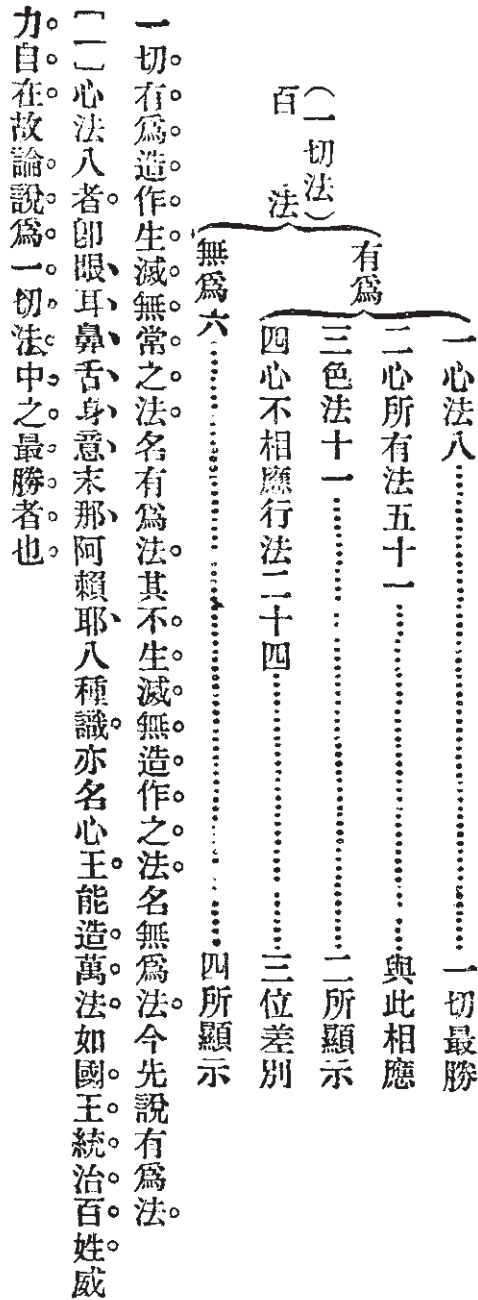 一心法八……一切最勝
二心所有法五十一……與此相應
三色法十一……二所顯示
四心不相應行法二十四……三位差別
有爲
無爲六……四所顯示
(一切法)
百法
一切有爲造作生滅無常之法名有爲法。其不生滅無造作之法名無爲法。今先說有爲法。
[一]心法八者。卽眼、耳、鼻、舌、身、意、末那、阿賴耶、八種識。亦名心王。能造萬法。如國王統治百姓。威
力自在。故論說爲一切法中之最勝者也。